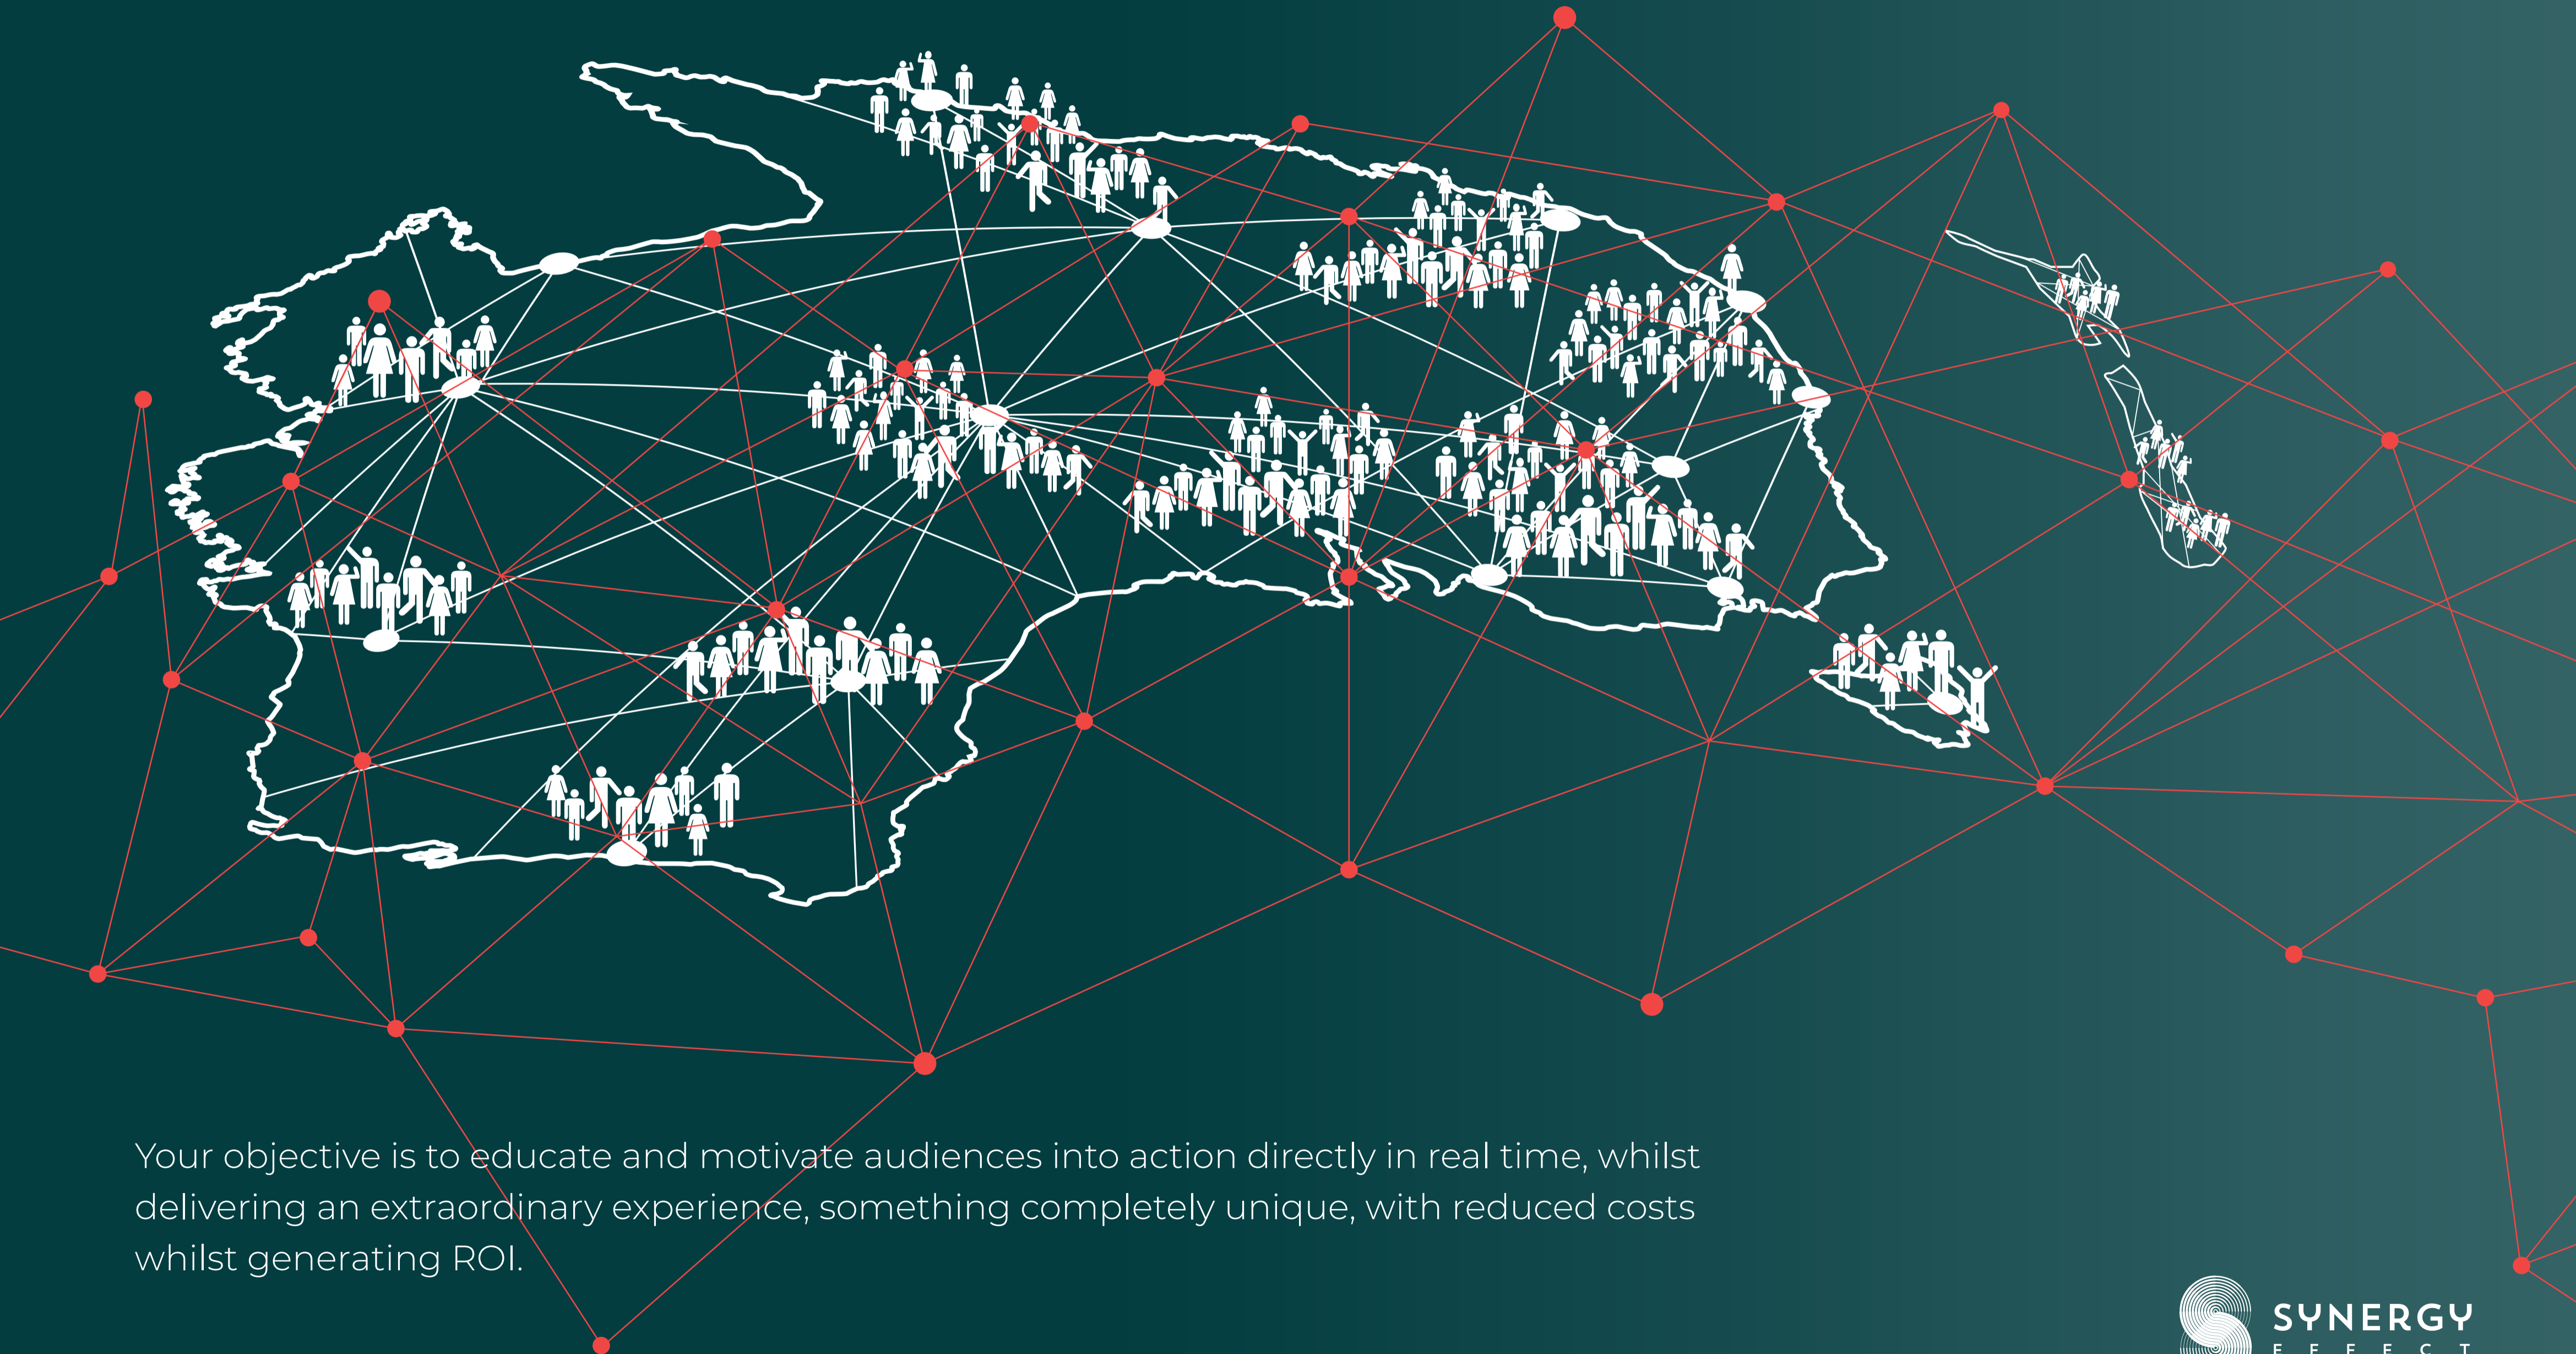 Your objective is to educate and motivate audiences into action directly in real time, whilst
delivering an extraordinary experience, something completely unique, with reduced costs
whilst generating ROI.
SYNERGY
EFFECT